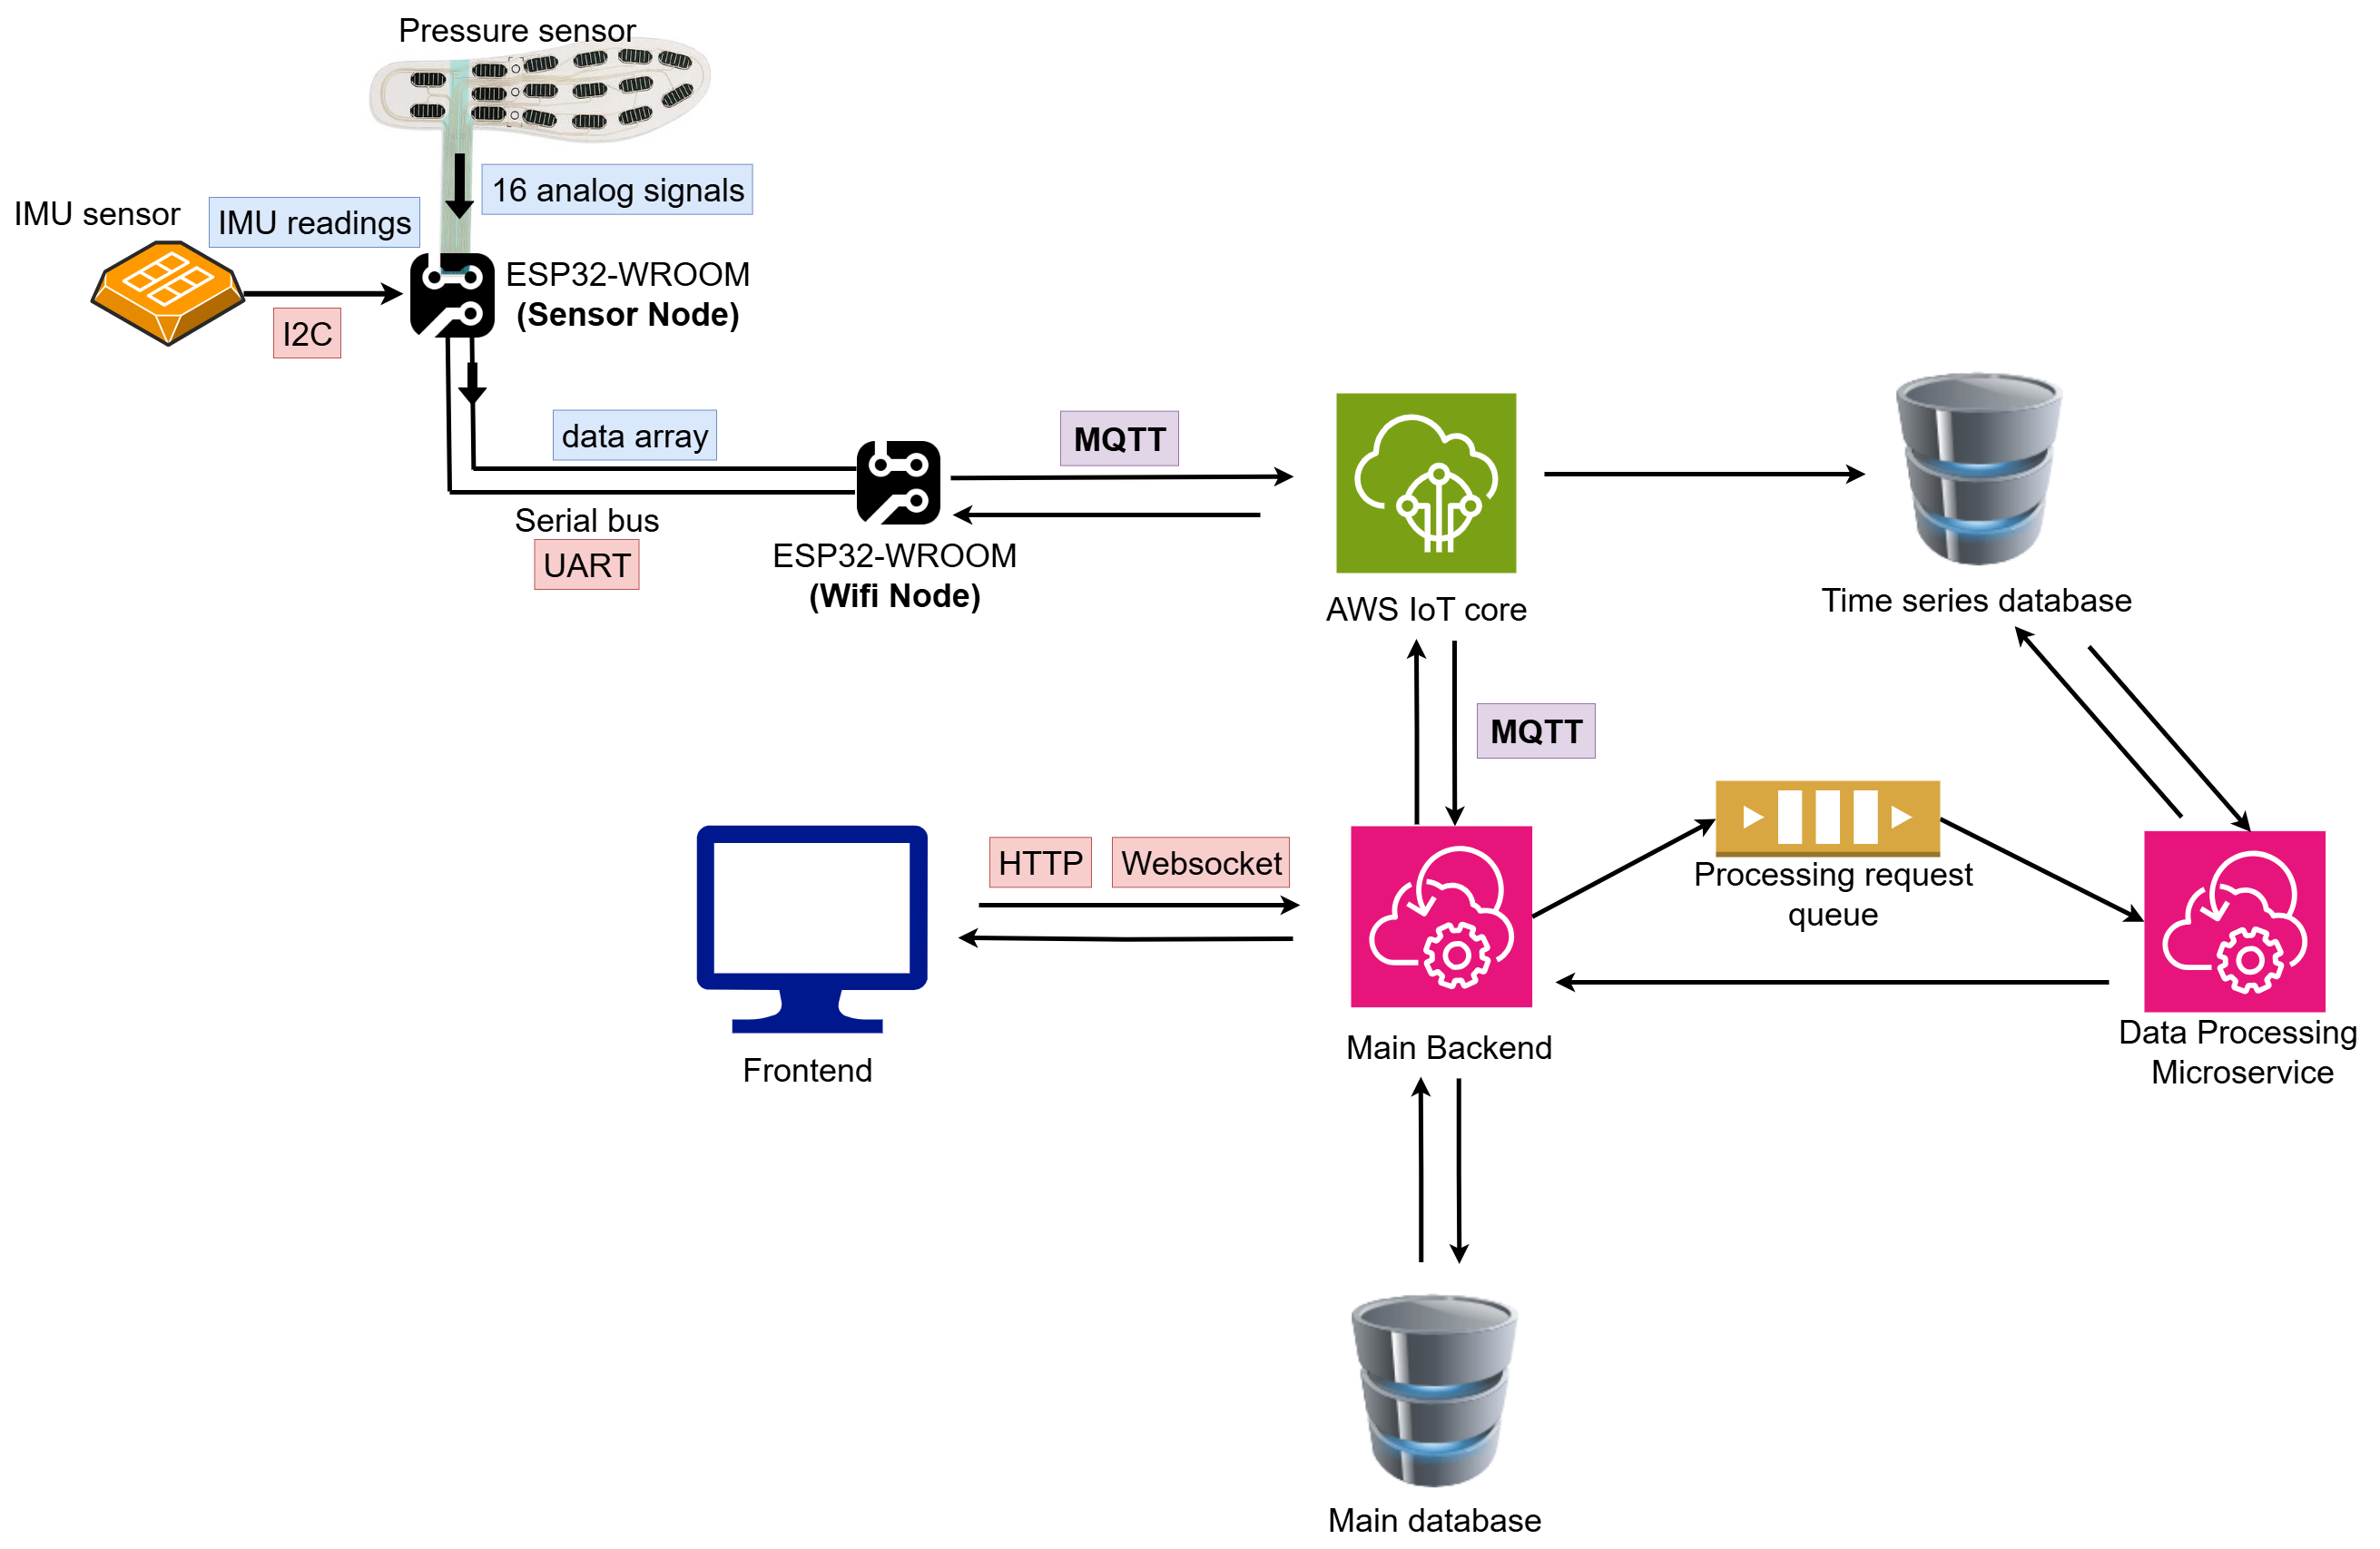 Pressure sensor
16 analog signals
IMU sensor
IMU readings
I2C
ESP32-WROOM
(Sensor Node)
data array
Serial bus
UART
ESP32-WROOM
(Wifi Node)
MQTT
AWS IoT core
Time series database
MQTT
HTTP
Websocket
Frontend
Main Backend
Processing request
queue
Data Processing
Microservice
Main database